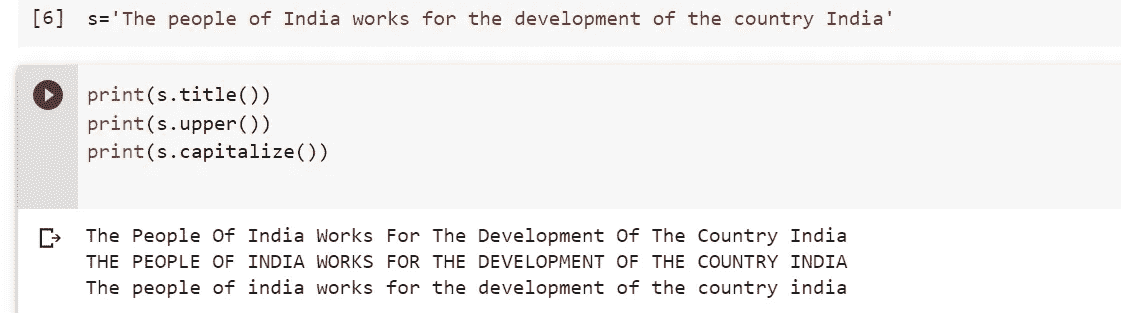 [6] s='The people of India works for the development of the country India'
print(s.title())
print(s.upper())
print(s.capitalize())
The People Of India Works For The Development Of The Country India
THE PEOPLE OF INDIA WORKS FOR THE DEVELOPMENT OF THE COUNTRY INDIA
The people of india works for the development of the country india